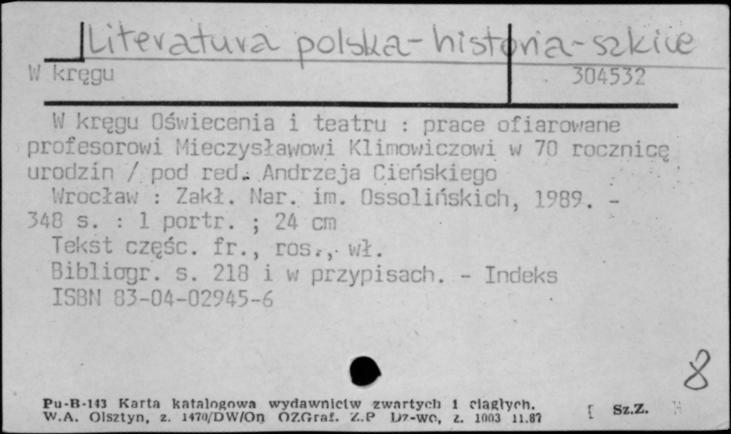 Literatura polska - historia - szkice
W kręgu 304532
W kręgu Oświecenia i teatru : prace ofiarowane
profesorowi Mieczysławowi Klimowiczowi w 70 rocznicę
urodzin / pod red. Andrzeja Cieńskiego
Wrocław : Zakł. Nar. im. Ossolińskich, 1989. -
348 s. : 1 portr. ; 24 cm
Tekst częśc. fr., ros., wł.
Bibliogr. s. 218 i w przypisach. - Indeks
ISBN 83-04-02945-6
8
Pu-B-143 Karta katalogowa wydawnictw zwartych i ciągłych.
W.A. Olsztyn, z. 1470/DW/On OZGraf. Z.P Dz-wo, z. 1003 11.87
Sz.Z.